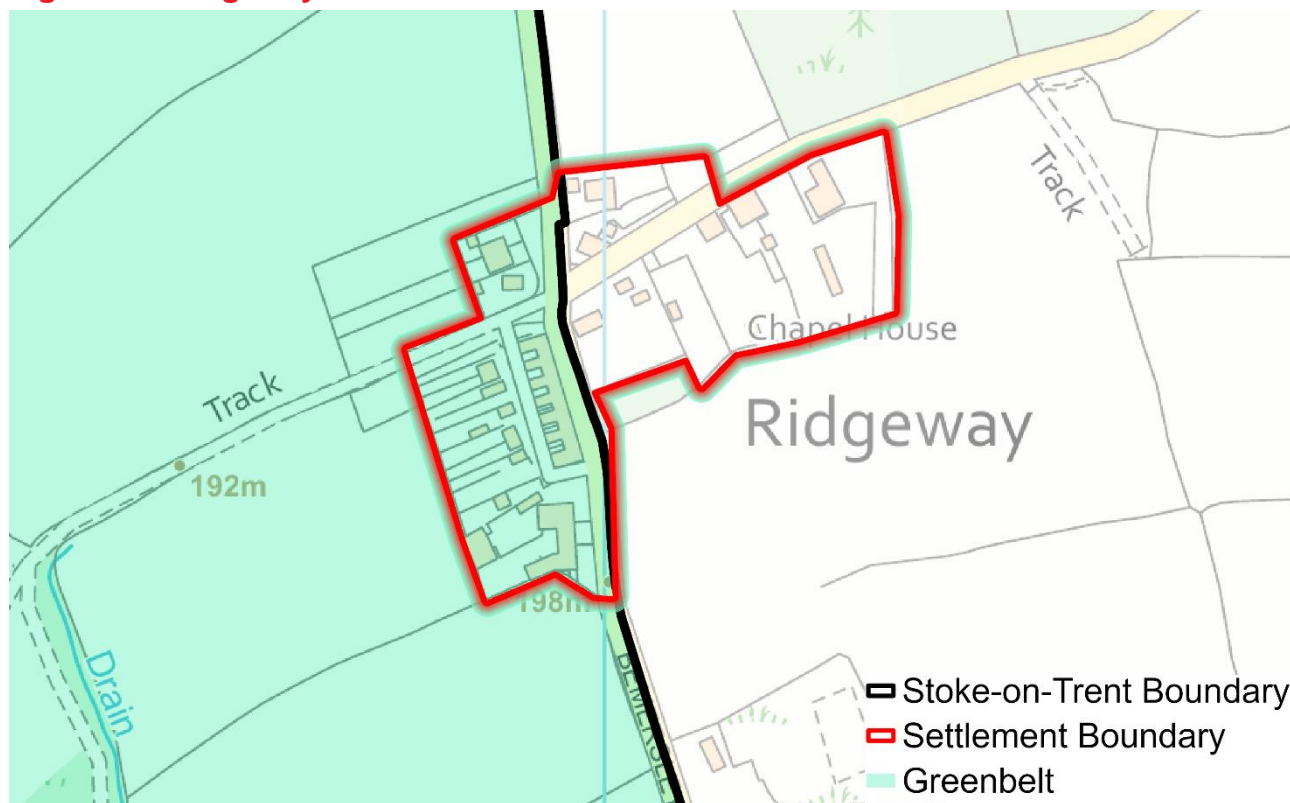 Track
Chapel House
Track
Ridgeway
192m
198m
Drain
Stoke-on-Trent Boundary
Settlement Boundary
Greenbelt